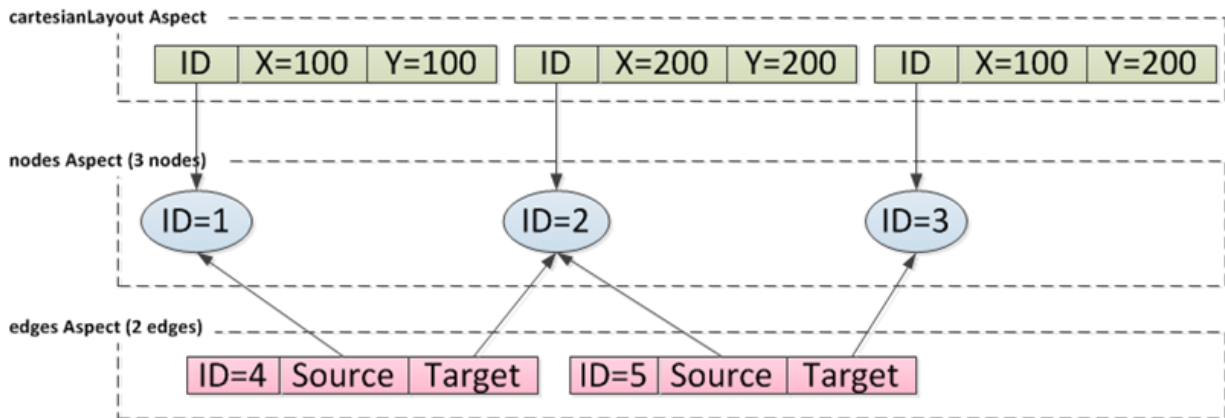 cartesianLayout Aspect
ID X=100 Y=100 ID X=200 Y=200 ID X=100 Y=200
nodes Aspect (3 nodes)
ID=1 ID=2 ID=3
edges Aspect (2 edges)
ID=4 Source Target ID=5 Source Target